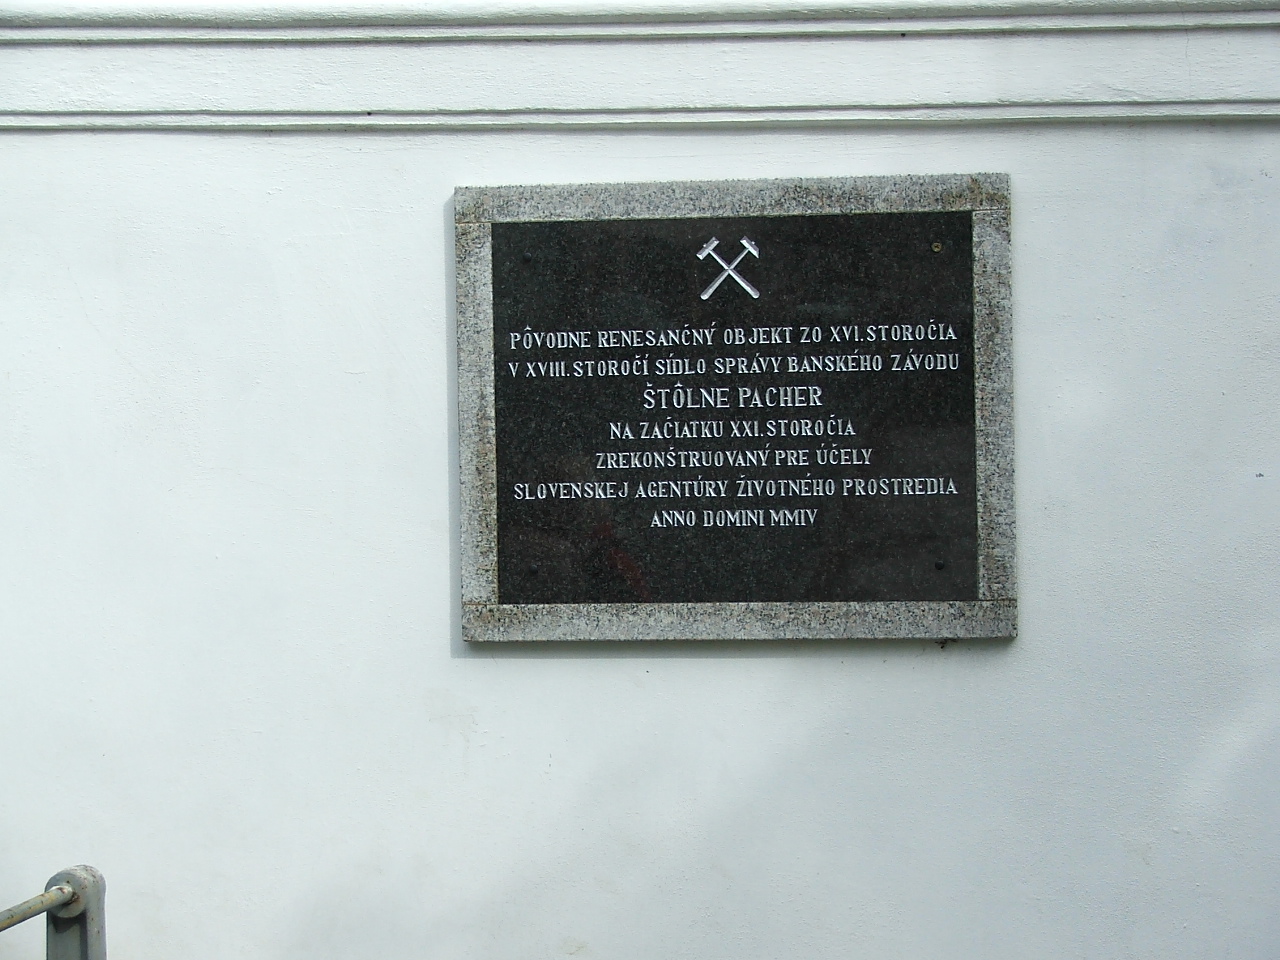 PÔVODNE RENESANČNÝ OBJEKT ZO XVI.STOROČIA
V XVIII.STOROČÍ SÍDLO SPRÁVY BANSKÉHO ZÁVODU
ŠTÔLNE PACHER
NA ZAČIATKU XXI.STOROČIA
ZREKONŠTRUOVANÝ PRE ÚČELY
SLOVENSKEJ AGENTÚRY ŽIVOTNÉHO PROSTREDIA
ANNO DOMINI MMIV